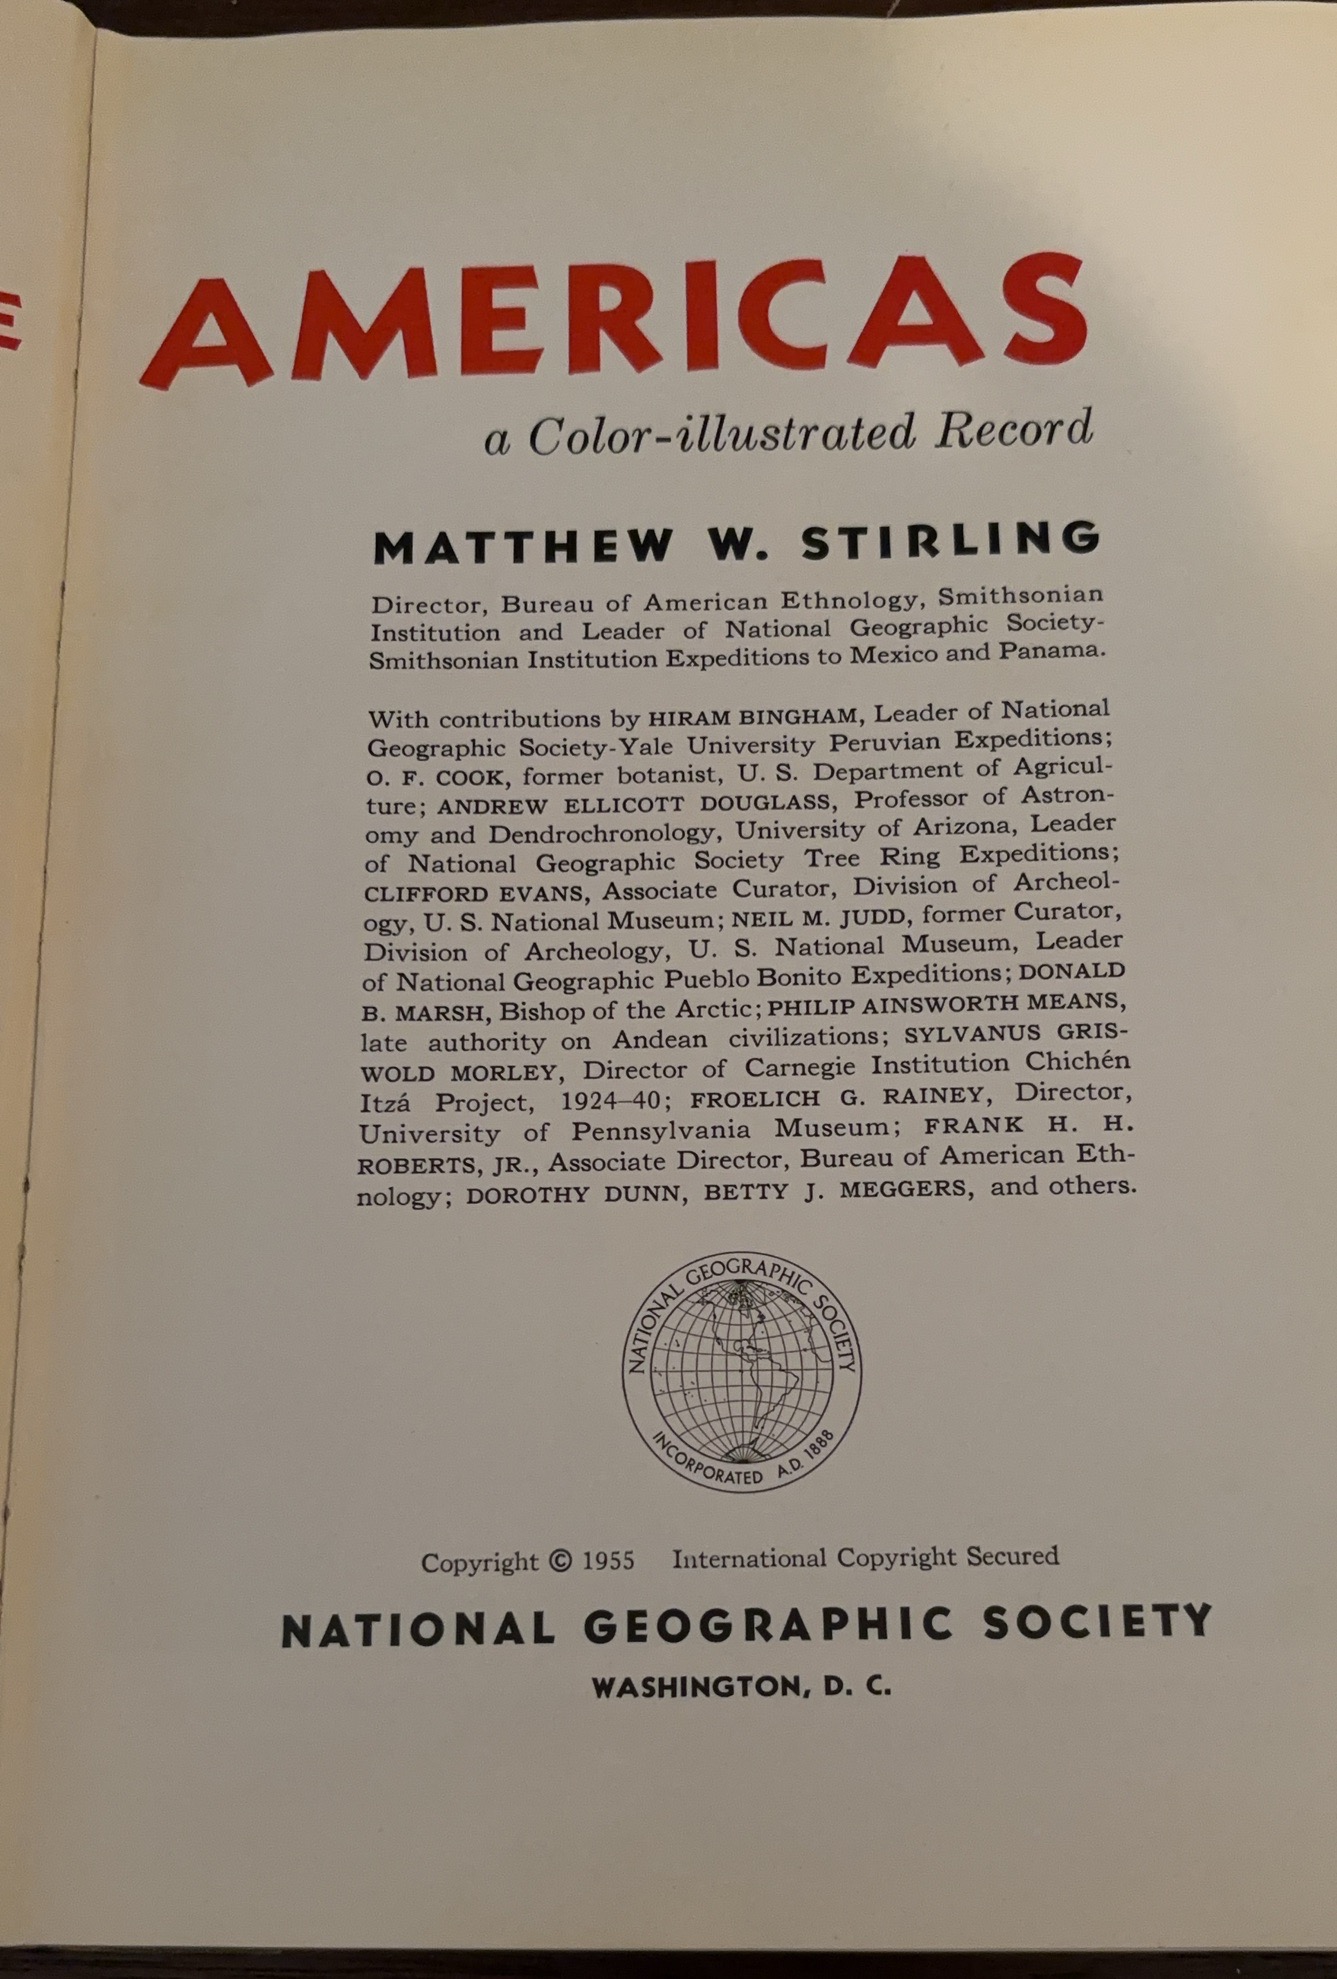 E AMERICAS
a Color-illustrated Record
MATTHEW W. STIRLING
Director, Bureau of American Ethnology, Smithsonian
Institution and Leader of National Geographic Society-
Smithsonian Institution Expeditions to Mexico and Panama.
With contributions by HIRAM BINGHAM, Leader of National
Geographic Society-Yale University Peruvian Expeditions;
O. F. COOK, former botanist, U. S. Department of Agricul-
ture; ANDREW ELLICOTT DOUGLASS, Professor of Astron-
omy and Dendrochronology, University of Arizona, Leader
of National Geographic Society Tree Ring Expeditions;
CLIFFORD EVANS, Associate Curator, Division of Archeol-
ogy, U. S. National Museum; NEIL M. JUDD, former Curator,
Division of Archeology, U. S. National Museum, Leader
of National Geographic Pueblo Bonito Expeditions; DONALD
B. MARSH, Bishop of the Arctic; PHILIP AINSWORTH MEANS,
late authority on Andean civilizations; SYLVANUS GRIS-
WOLD MORLEY, Director of Carnegie Institution Chichén
Itzá Project, 1924–40; FROELICH G. RAINEY, Director,
University of Pennsylvania Museum; FRANK H. H.
ROBERTS, JR., Associate Director, Bureau of American Eth-
nology; DOROTHY DUNN, BETTY J. MEGGERS, and others.
NATIONAL GEOGRAPHIC SOCIETY
INCORPORATED A.D. 1888
Copyright © 1955 International Copyright Secured
NATIONAL GEOGRAPHIC SOCIETY
WASHINGTON, D. C.